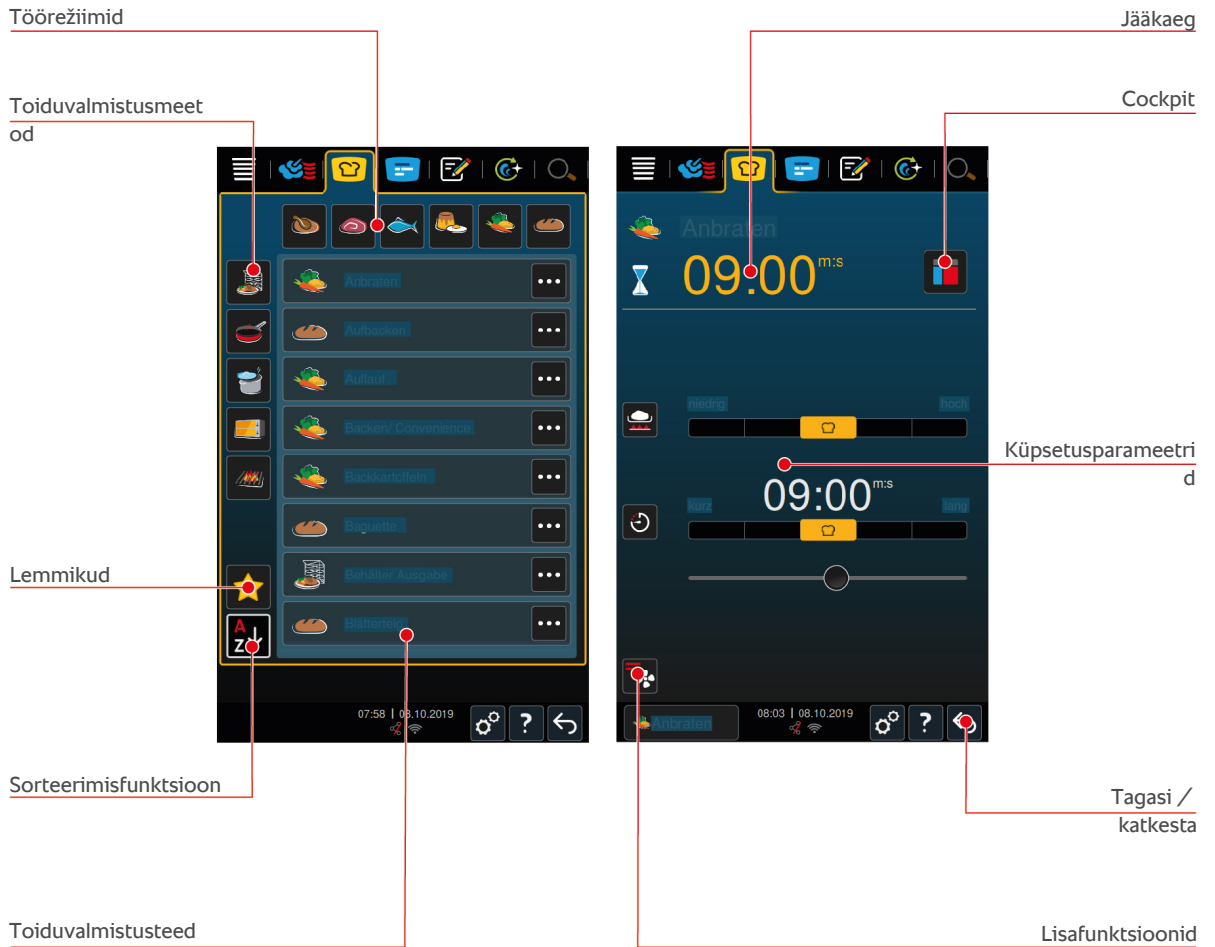 Töörežiimid
Jääkaeg
Toiduvalmistusmeet
od
Cockpit
Anbraten
Aufbacken
Auflauf
Backen/ Convenience
Backkartoffeln
Baguette
Behälter Ausgabe
Blätterteig
A
Z
07:58 | 08.10.2019
?
Lemmikud
Sorteerimisfunktsioon
Toiduvalmistusteed
Anbraten
09:00 m:s
niedrig
hoch
Küpsetusparameetri
d
09:00 m:s
kurz
lang
Anbraten
08:03 | 08.10.2019
?
Tagasi /
katkesta
Lisafunktsioonid